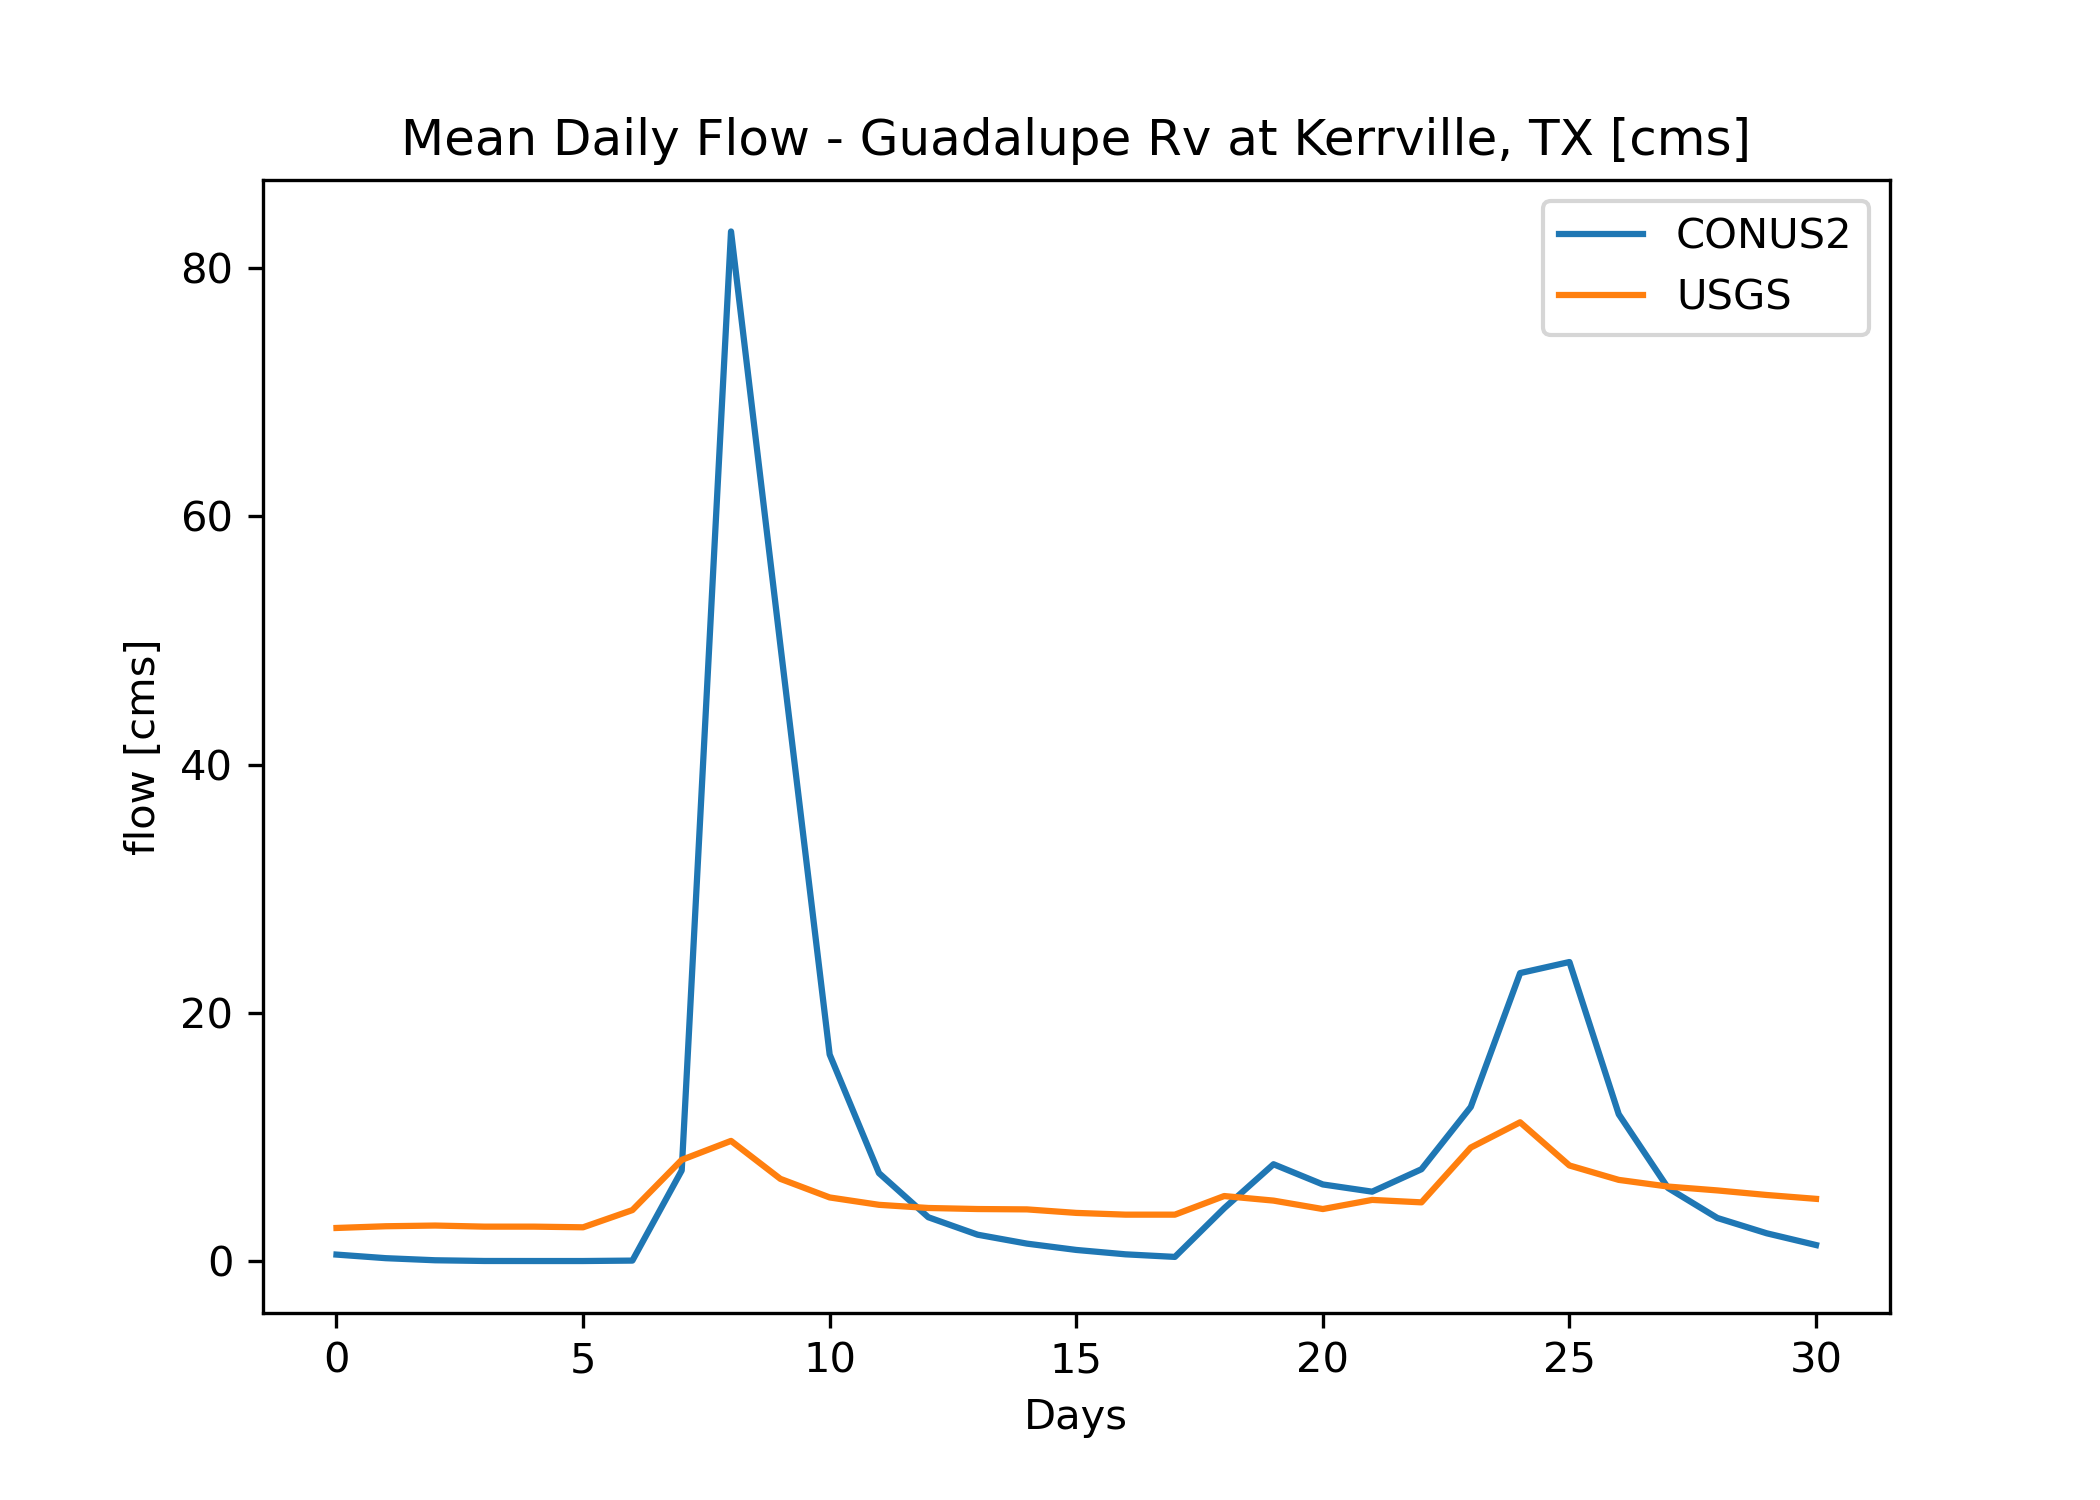 Mean Daily Flow - Guadalupe Rv at Kerrville, TX [cms]
CONUS2
USGS
80
60
40
20
0
flow [cms]
0 5 10 15 20 25 30
Days